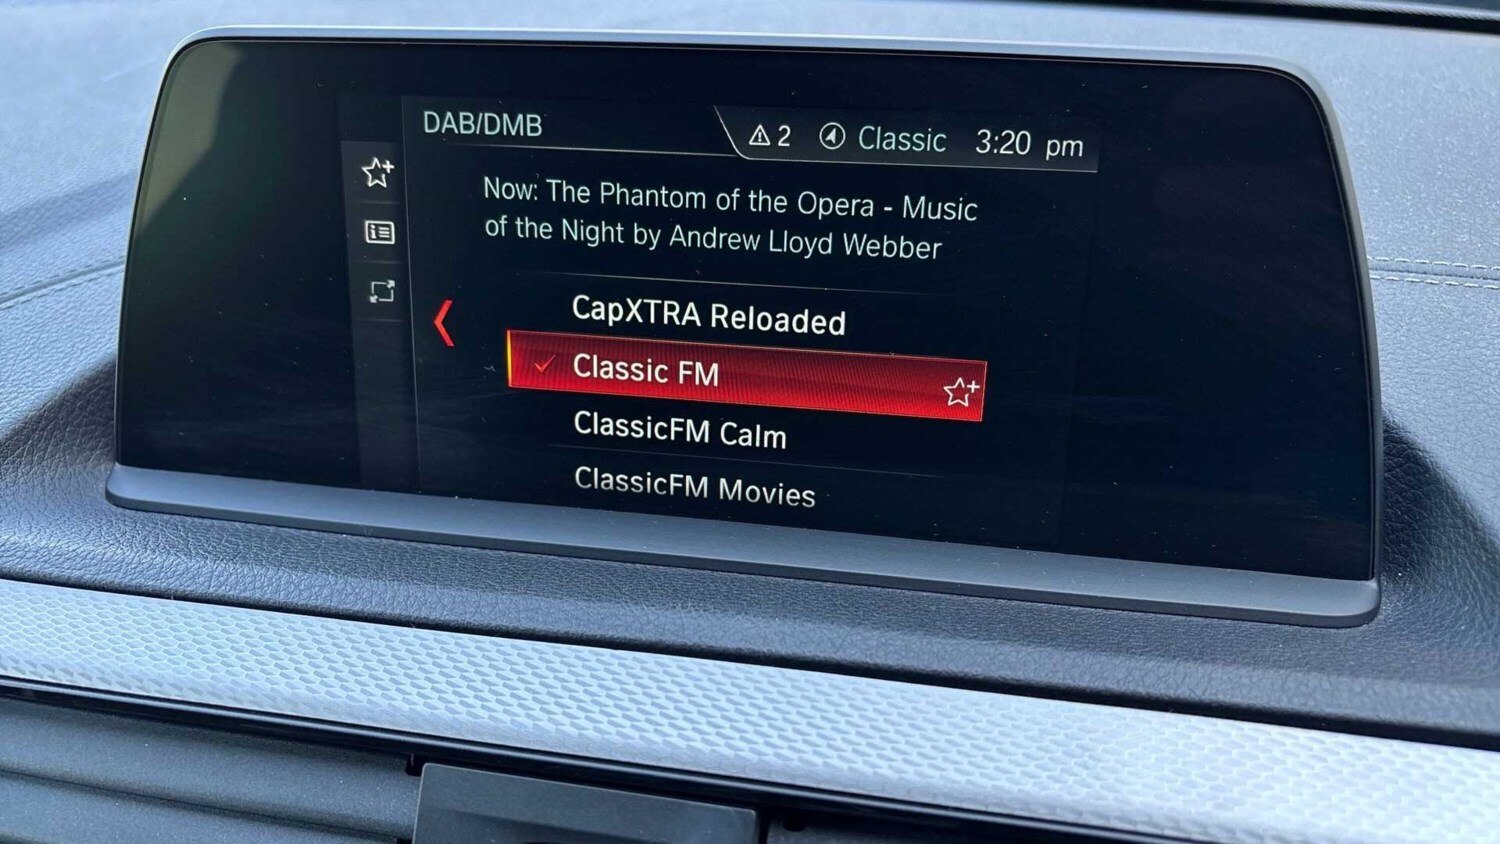 DAB/DMB
2 Classic 3:20 pm
Now: The Phantom of the Opera - Music
of the Night by Andrew Lloyd Webber
CapXTRA Reloaded
Classic FM
ClassicFM Calm
ClassicFM Movies